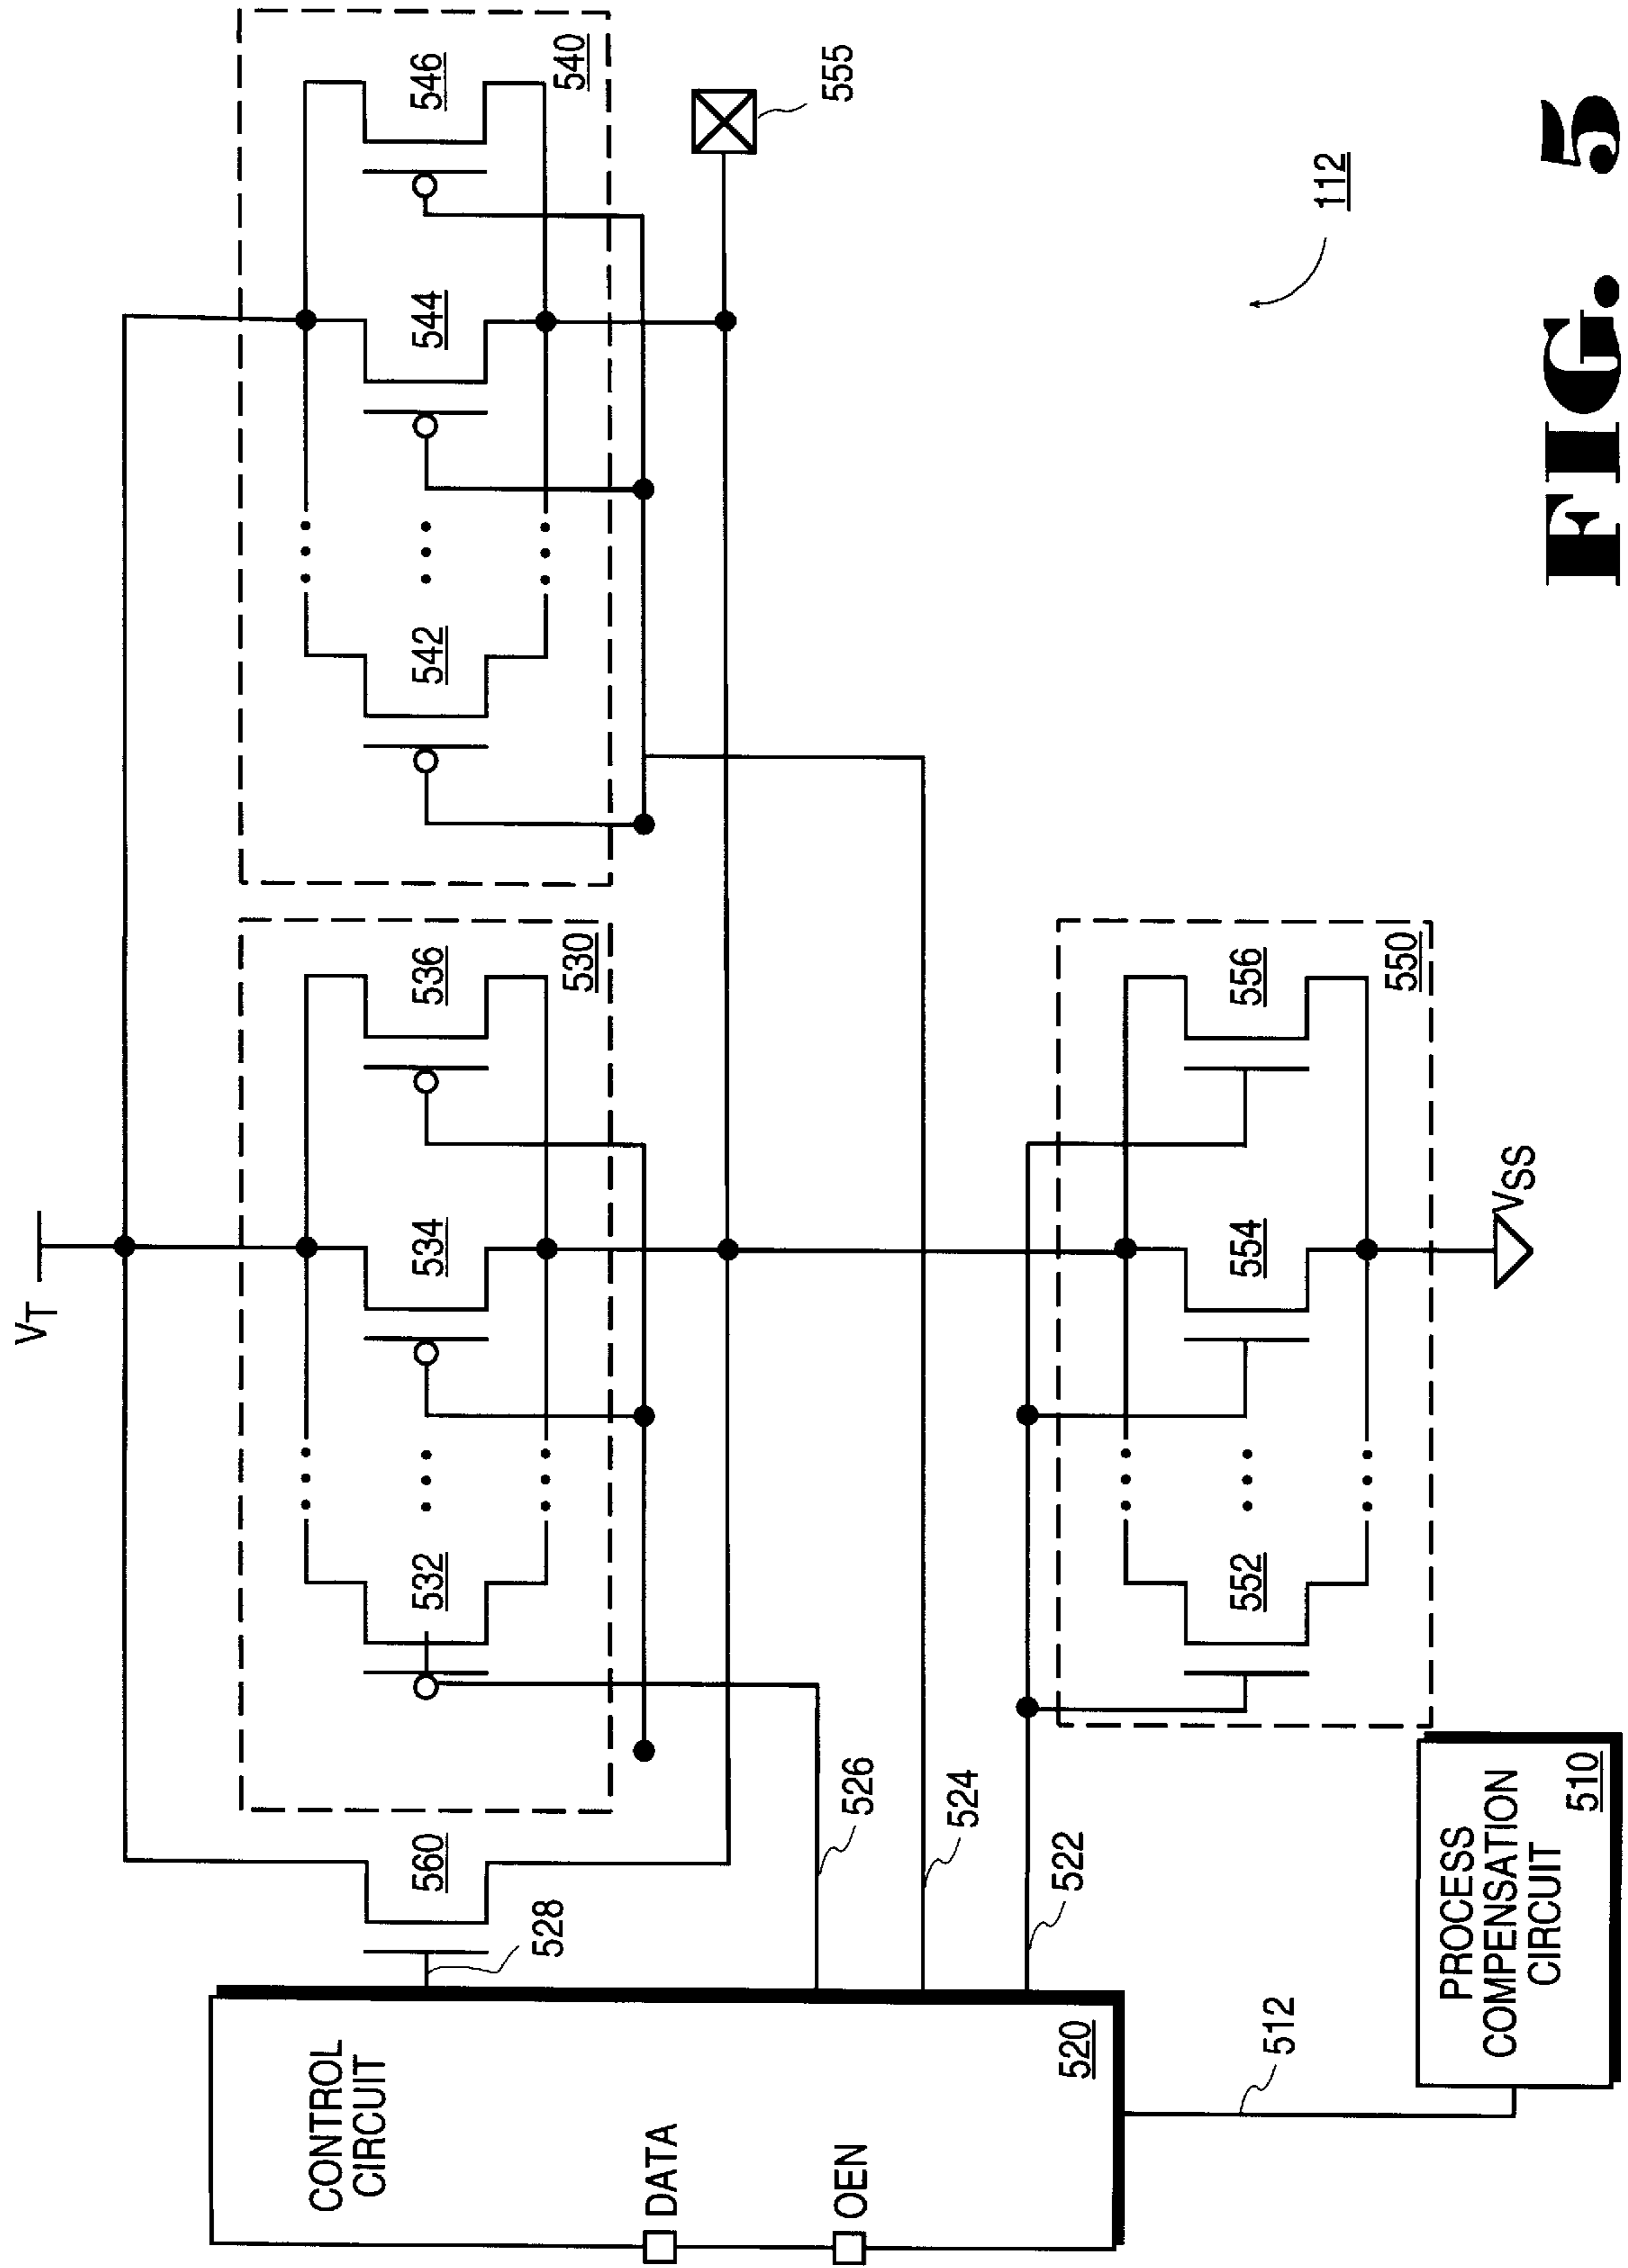 VT
546
540
544
542
555
536
530
534
532
560
528
526
524
522
CONTROL
CIRCUIT
DATA
OEN
520
512
556
550
554
552
VSS
PROCESS
COMPENSATION
CIRCUIT
510
112
FIG. 5